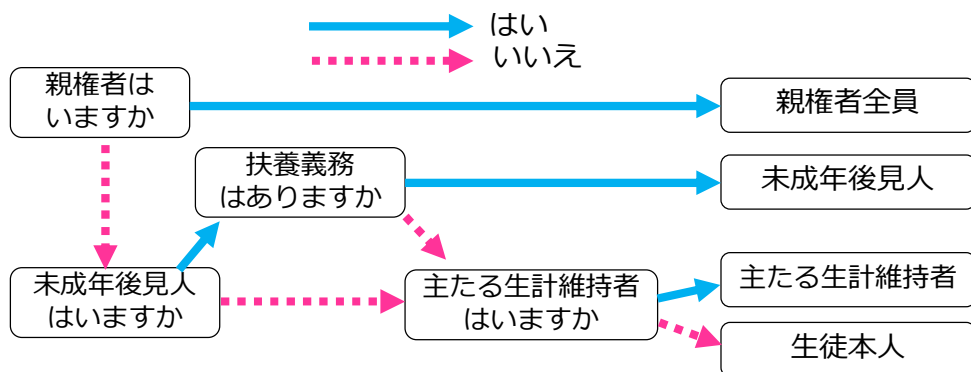 はい
いいえ
親権者は
いますか
親権者全員
扶養義務
はありますか
未成年後見人
未成年後見人
はいますか
主たる生計維持者
はいますか
主たる生計維持者
生徒本人